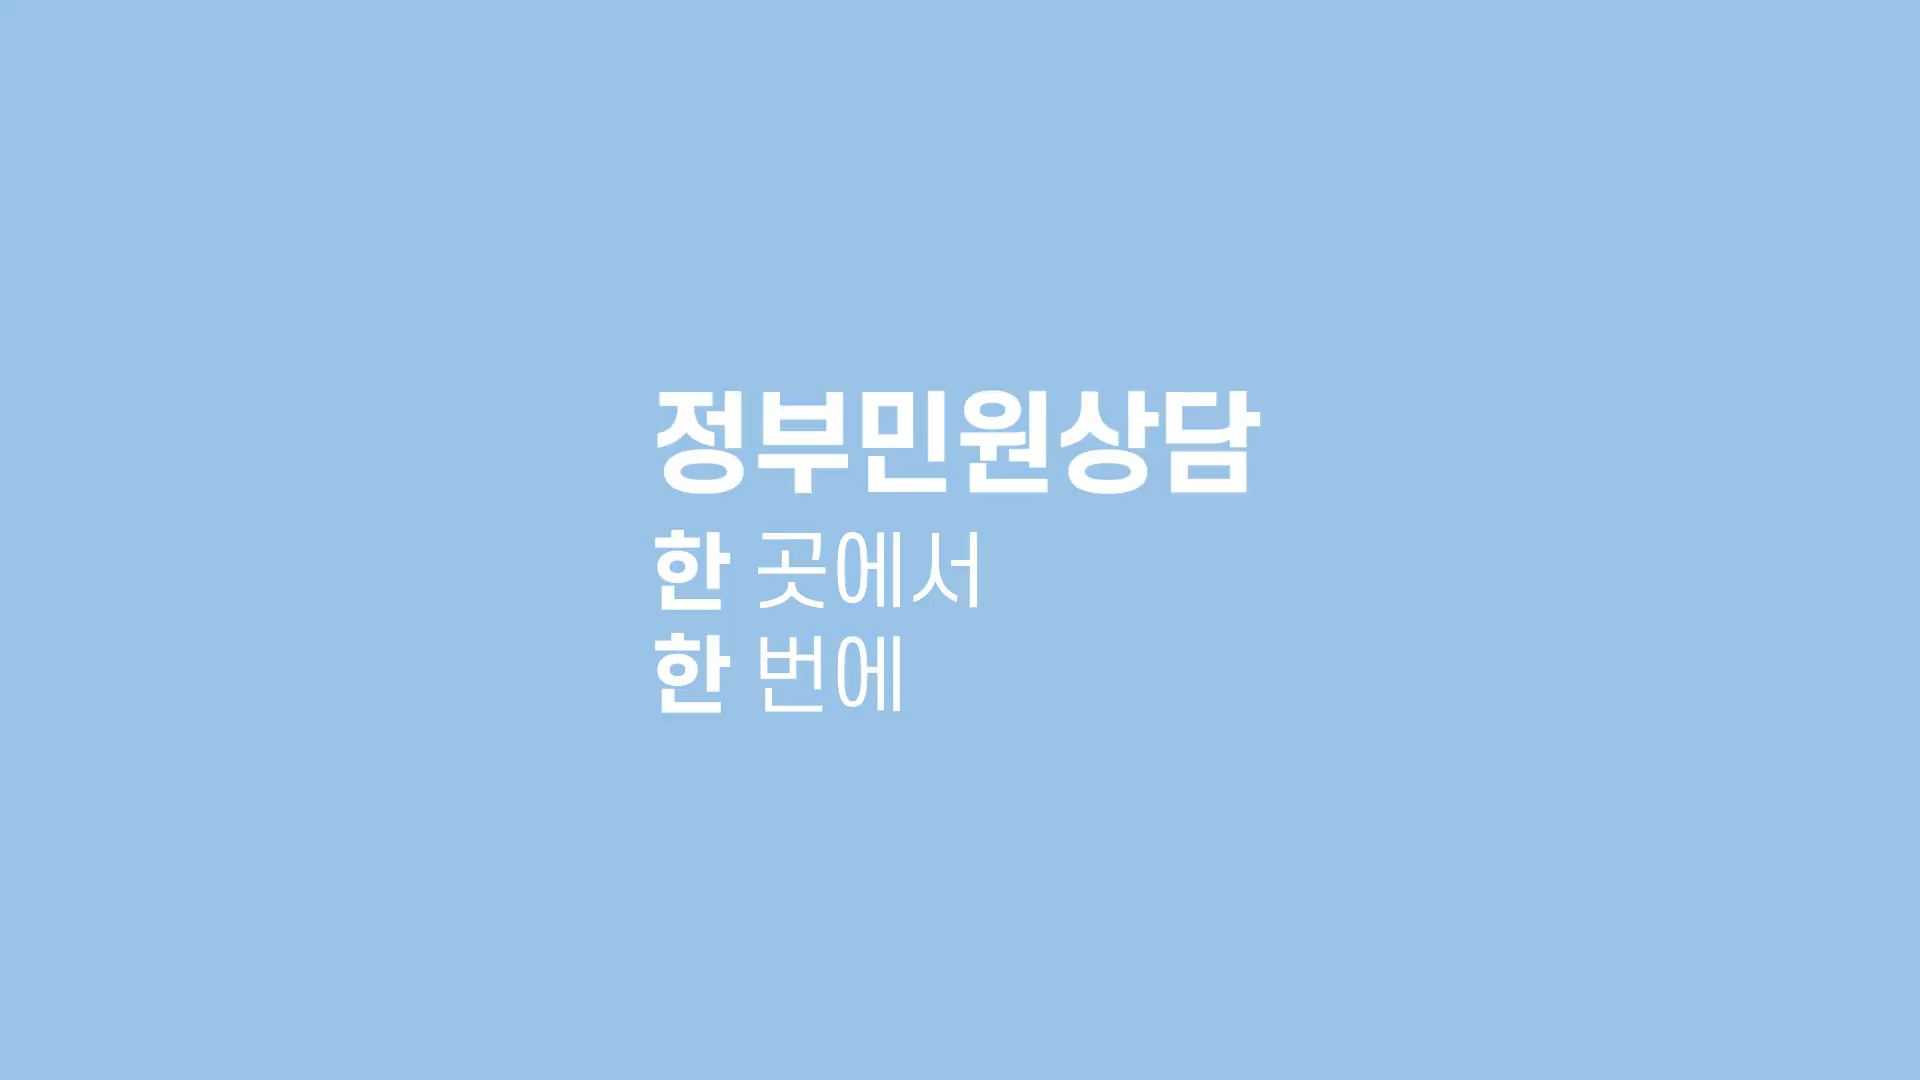 정부민원상담
한 곳에서
한 번에